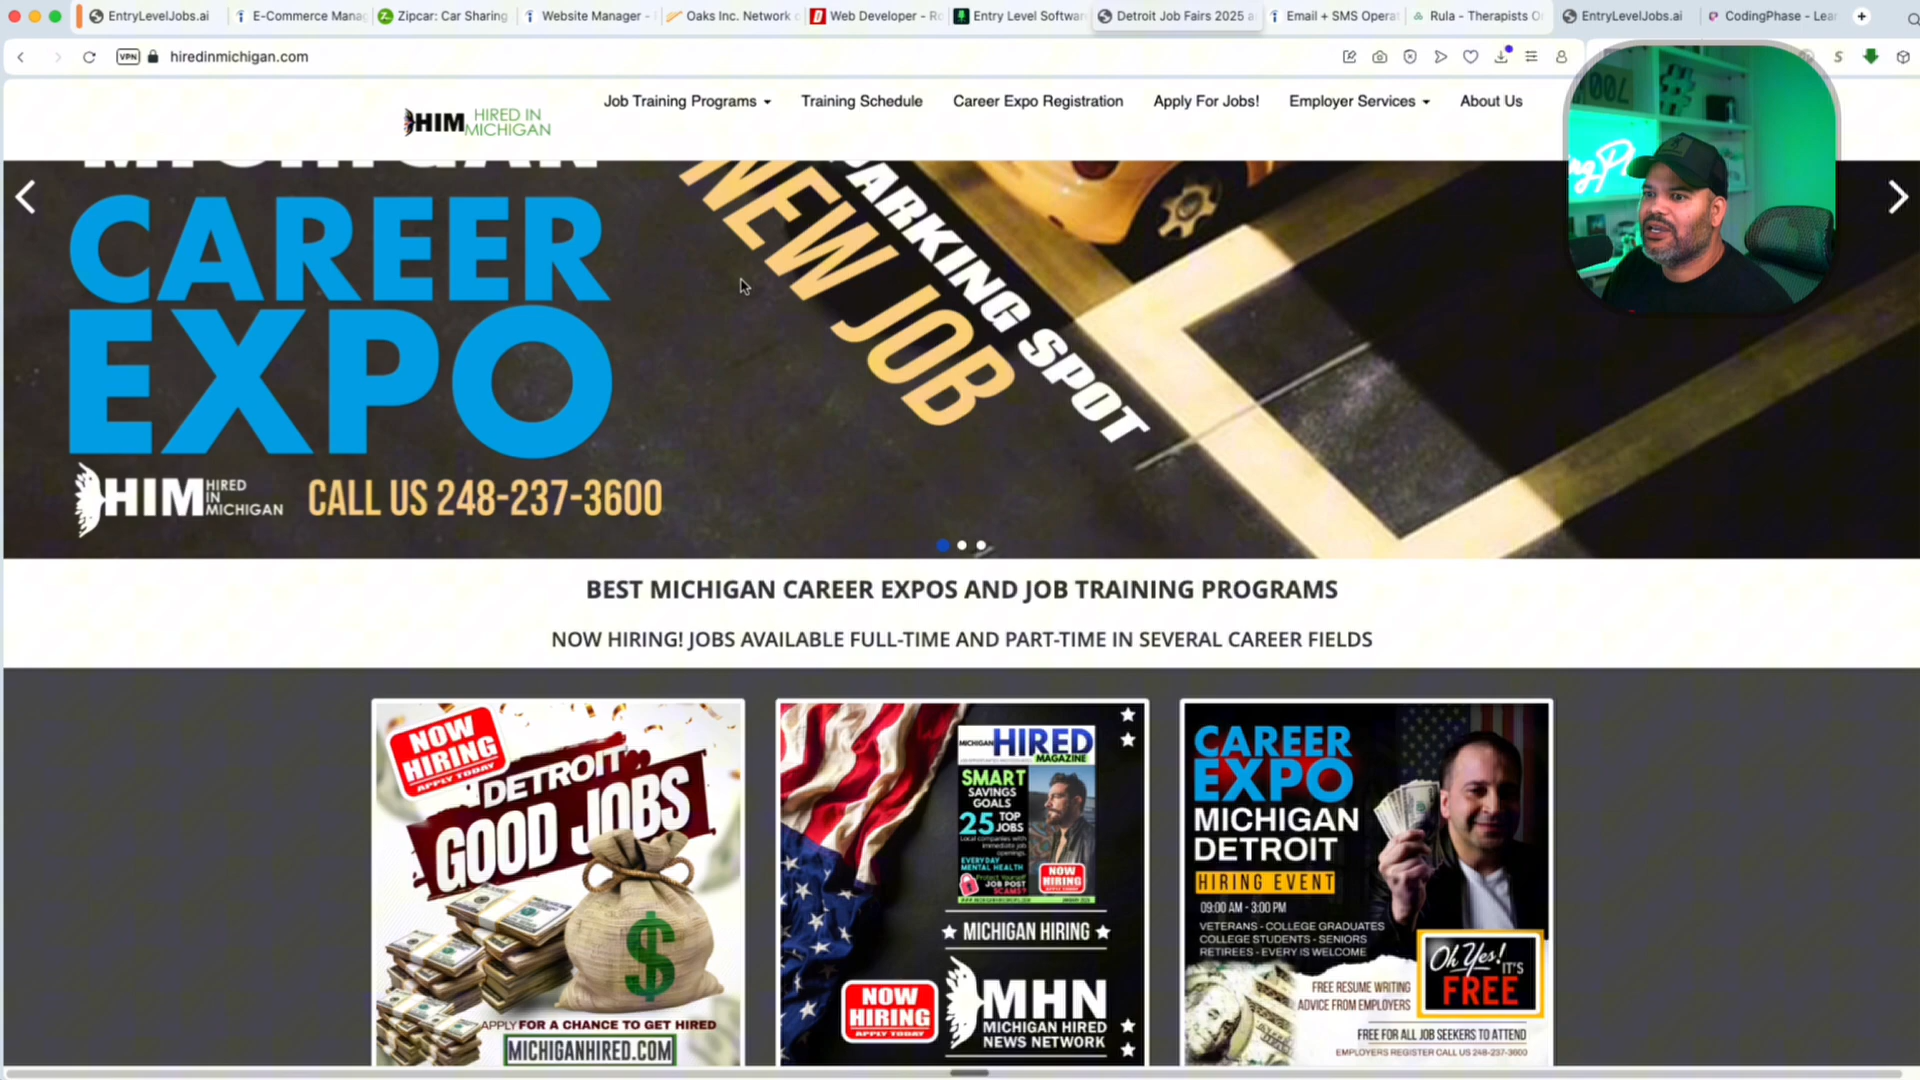 EntryLevelJobs.ai
E-Commerce Mana
Zipcar: Car Sharing
Website Manager -
Oaks Inc. Network
Web Developer - R
Entry Level Softwar
Detroit Job Fairs 2025 a
Email + SMS Opera
Rula - Therapists O
EntryLevelJobs.ai
CodingPhase - Lear
VPN
hiredinmichigan.com
HIM HIRED IN MICHIGAN
Job Training Programs
Training Schedule
Career Expo Registration
Apply For Jobs!
Employer Services
About Us
MICHIGAN
CAREER
EXPO
HIM HIRED IN MICHIGAN
CALL US 248-237-3600
PARKING SPOT
NEW JOB
BEST MICHIGAN CAREER EXPOS AND JOB TRAINING PROGRAMS
NOW HIRING! JOBS AVAILABLE FULL-TIME AND PART-TIME IN SEVERAL CAREER FIELDS
NOW
HIRING
APPLY TODAY
DETROIT
GOOD JOBS
APPLY FOR A CHANCE TO GET HIRED
MICHIGANHIRED.COM
MICHIGAN HIRED
MAGAZINE
SMART
SAVINGS
GOALS
25 TOP
JOBS
Local companies with
immediate job
openings.
EVERYDAY
MENTAL HEALTH
Protect Yourself
JOB POST
SCAMS
NOW
HIRING
APPLY TODAY
MICHIGAN HIRING
NOW
HIRING
APPLY TODAY
MHN
MICHIGAN HIRED
NEWS NETWORK
CAREER
EXPO
MICHIGAN
DETROIT
HIRING EVENT
09:00 AM - 3:00 PM
VETERANS - COLLEGE GRADUATES
COLLEGE STUDENTS - SENIORS
RETIREES - EVERY IS WELCOME
Oh Yes! IT'S
FREE
FREE RESUME WRITING
ADVICE FROM EMPLOYERS
FREE FOR ALL JOB SEEKERS TO ATTEND
EMPLOYERS REGISTER CALL US 248-237-3600